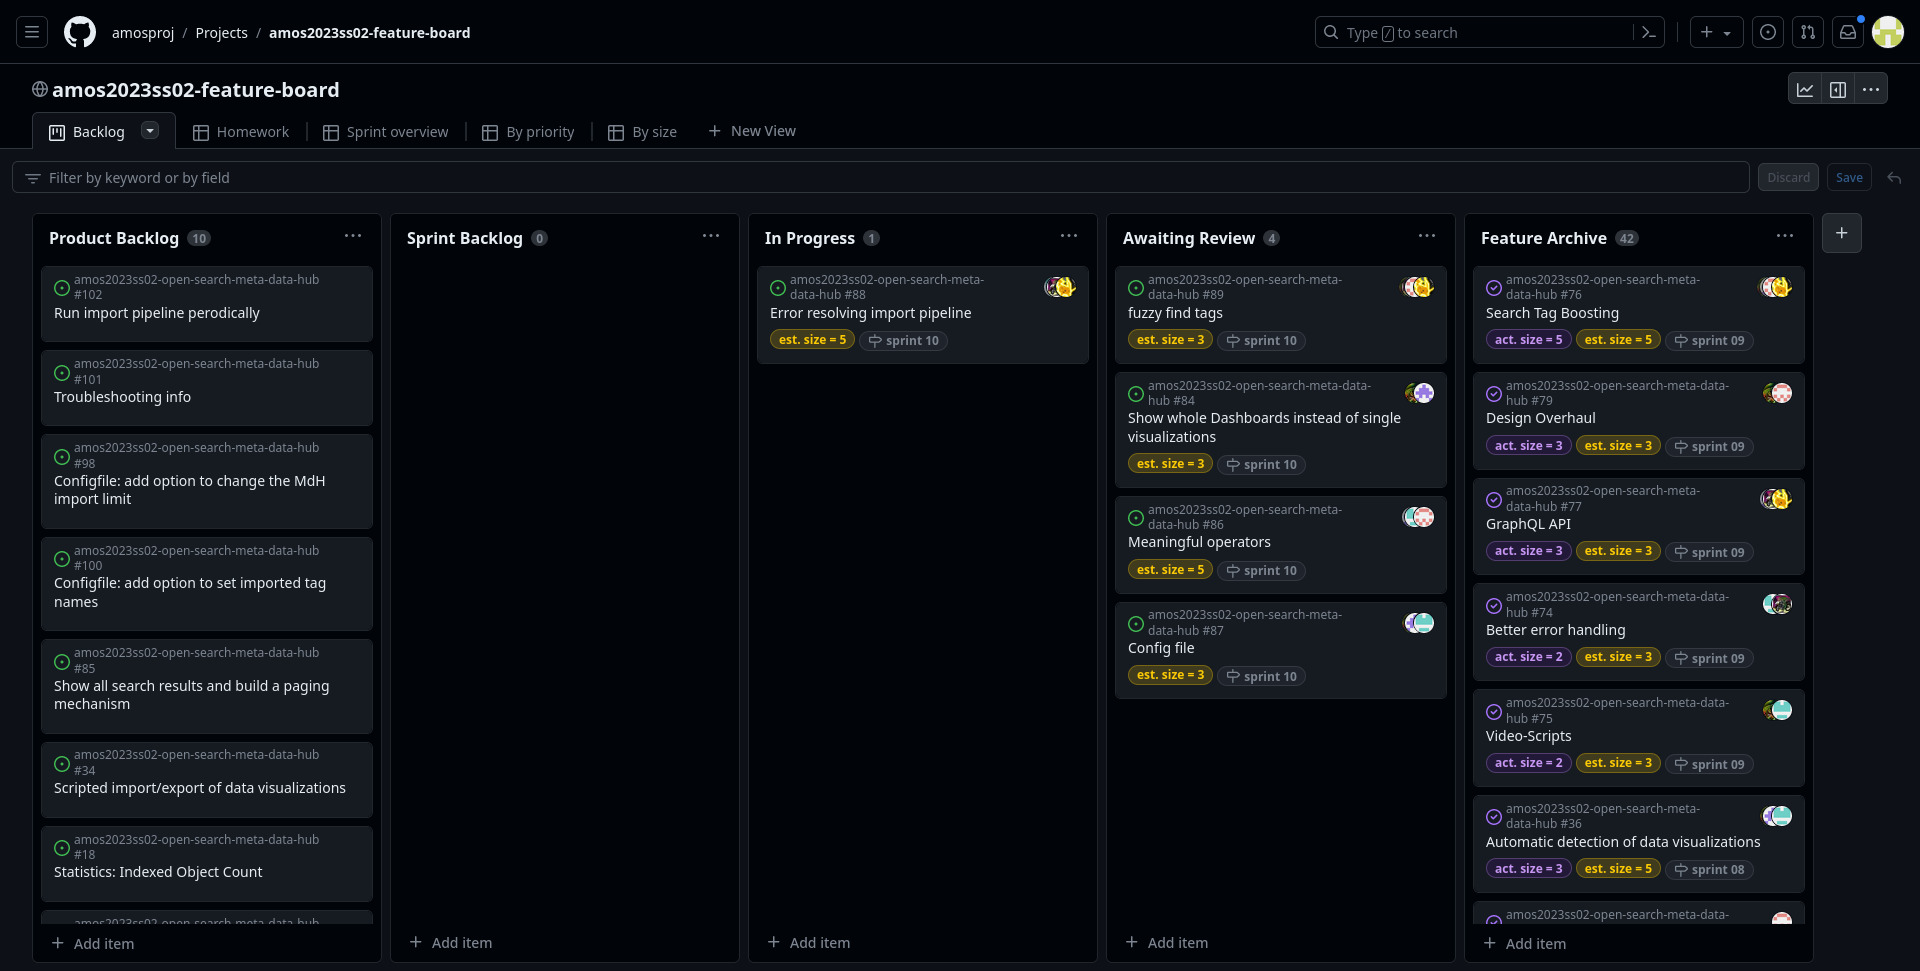 amosproj / Projects / amos2023ss02-feature-board
Type / to search
amos2023ss02-feature-board
Backlog
Homework
Sprint overview
By priority
By size
New View
Filter by keyword or by field
Discard
Save
Product Backlog 10
amos2023ss02-open-search-meta-data-hub
#102
Run import pipeline perodically
amos2023ss02-open-search-meta-data-hub
#101
Troubleshooting info
amos2023ss02-open-search-meta-data-hub
#98
Configfile: add option to change the MdH
import limit
amos2023ss02-open-search-meta-data-hub
#100
Configfile: add option to set imported tag
names
amos2023ss02-open-search-meta-data-hub
#85
Show all search results and build a paging
mechanism
amos2023ss02-open-search-meta-data-hub
#34
Scripted import/export of data visualizations
amos2023ss02-open-search-meta-data-hub
#18
Statistics: Indexed Object Count
amos2023ss02-open-search-meta-data-hub
Add item
Sprint Backlog 0
Add item
In Progress 1
amos2023ss02-open-search-meta-
data-hub #88
Error resolving import pipeline
est. size = 5 sprint 10
Add item
Awaiting Review 4
amos2023ss02-open-search-meta-
data-hub #89
fuzzy find tags
est. size = 3 sprint 10
amos2023ss02-open-search-meta-data-
hub #84
Show whole Dashboards instead of single
visualizations
est. size = 3 sprint 10
amos2023ss02-open-search-meta-
data-hub #86
Meaningful operators
est. size = 5 sprint 10
amos2023ss02-open-search-meta-
data-hub #87
Config file
est. size = 3 sprint 10
Add item
Feature Archive 42
amos2023ss02-open-search-meta-
data-hub #76
Search Tag Boosting
act. size = 5 est. size = 5 sprint 09
amos2023ss02-open-search-meta-data-
hub #79
Design Overhaul
act. size = 3 est. size = 3 sprint 09
amos2023ss02-open-search-meta-
data-hub #77
GraphQL API
act. size = 3 est. size = 3 sprint 09
amos2023ss02-open-search-meta-data-
hub #74
Better error handling
act. size = 2 est. size = 3 sprint 09
amos2023ss02-open-search-meta-data-
hub #75
Video-Scripts
act. size = 2 est. size = 3 sprint 09
amos2023ss02-open-search-meta-
data-hub #36
Automatic detection of data visualizations
act. size = 3 est. size = 5 sprint 08
amos2023ss02-open-search-meta-data-
Add item